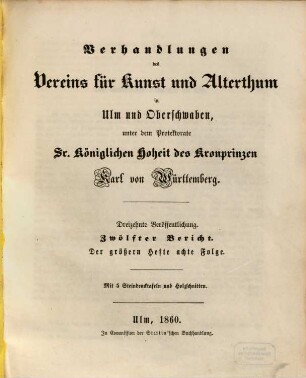 Verhandlungen
des
Vereins für Kunst und Alterthum
in
Ulm und Oberschwaben,
unter dem Protektorate
Sr. Königlichen Hoheit des Kronprinzen
Karl von Württemberg.
Dreizehnte Veröffentlichung.
Zwölfter Bericht.
Der größern Hefte achte Folge.
Mit 5 Steindrucktafeln und Holzschnitten.
Ulm, 1860.
In Commission der Stettin'schen Buchhandlung.